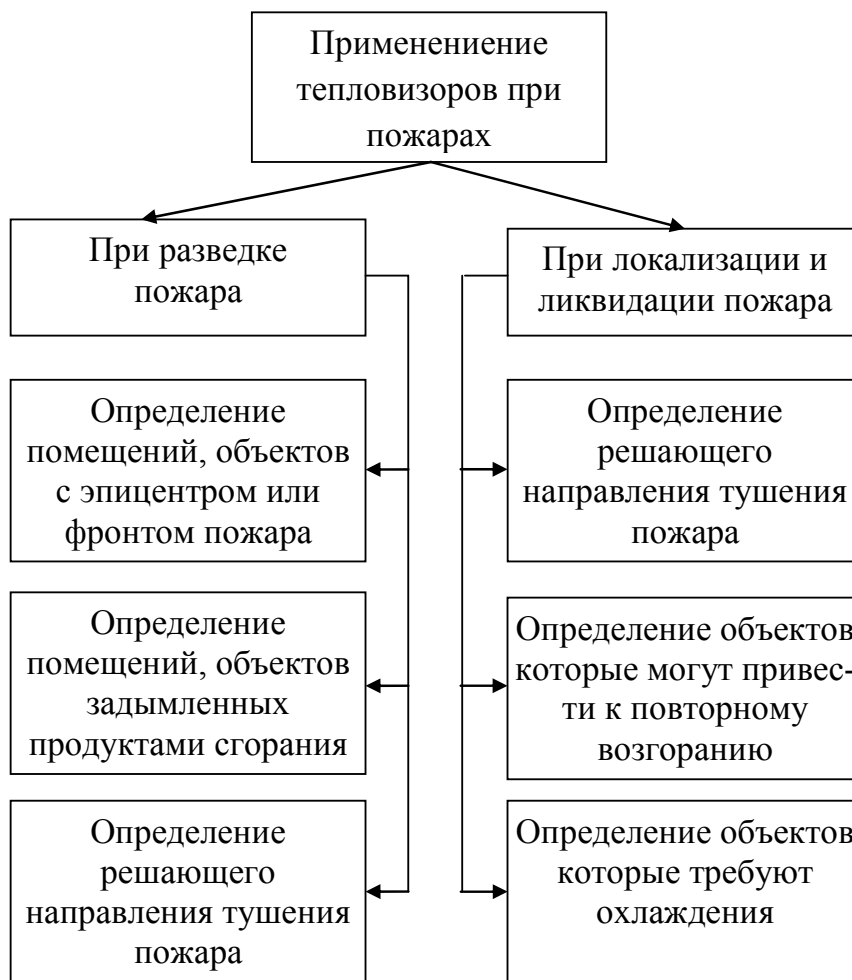 Применениение
тепловизоров при
пожарах
При разведке
пожара
При локализации и
ликвидации пожара
Определение
помещений, объектов
с эпицентром или
фронтом пожара
Определение
решающего
направления тушения
пожара
Определение
помещений, объектов
задымленных
продуктами сгорания
Определение объектов
которые могут привес-
ти к повторному
возгоранию
Определение
решающего
направления тушения
пожара
Определение объектов
которые требуют
охлаждения